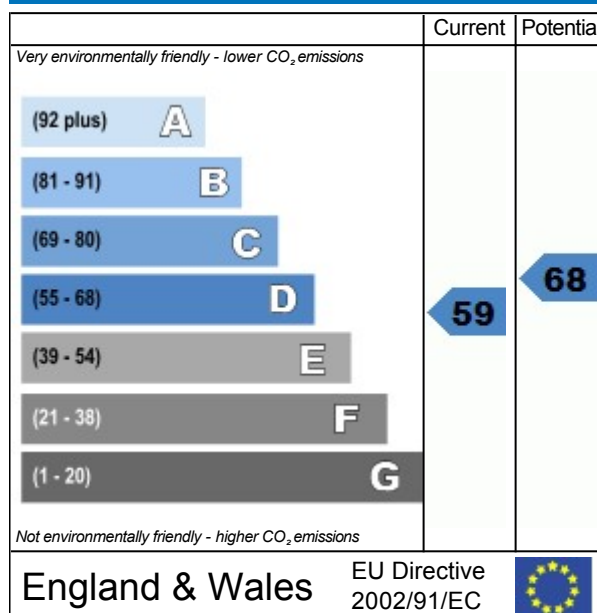 Current Potentia
Very environmentally friendly - lower CO₂ emissions
(92 plus) A
(81 - 91) B
(69 - 80) C
(55 - 68) D
(39 - 54) E
(21 - 38) F
(1 - 20) G
59
68
Not environmentally friendly - higher CO₂ emissions
England & Wales
EU Directive
2002/91/EC